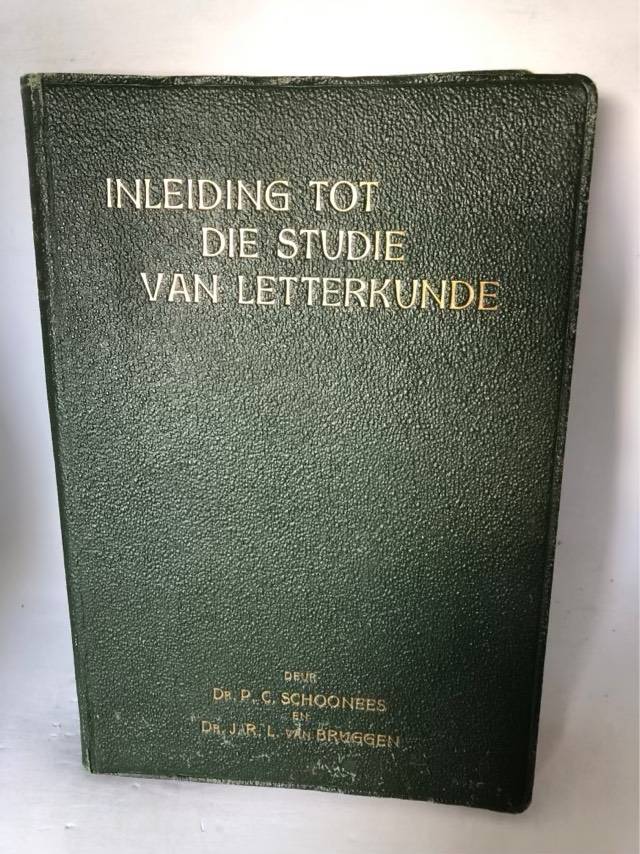 INLEIDING TOT
DIE STUDIE
VAN LETTERKUNDE
DEUR
DR. P. C. SCHOONEES
EN
DR. J. R. L. VAN BRUGGEN